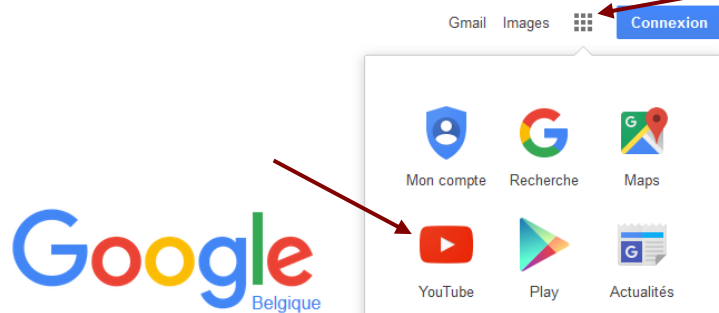 Gmail Images Connexion
Mon compte Recherche Maps
YouTube Play Actualités
Google
Belgique